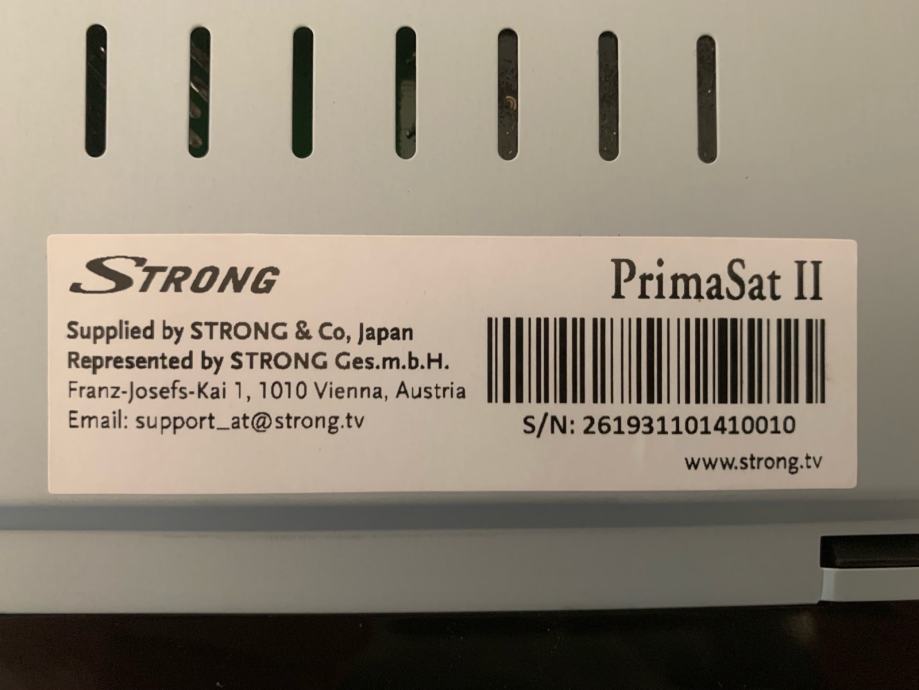 STRONG
PrimaSat II
Supplied by STRONG & Co, Japan
Represented by STRONG Ges.m.b.H.
Franz-Josefs-Kai 1, 1010 Vienna, Austria
Email: support_at@strong.tv
S/N: 261931101410010
www.strong.tv